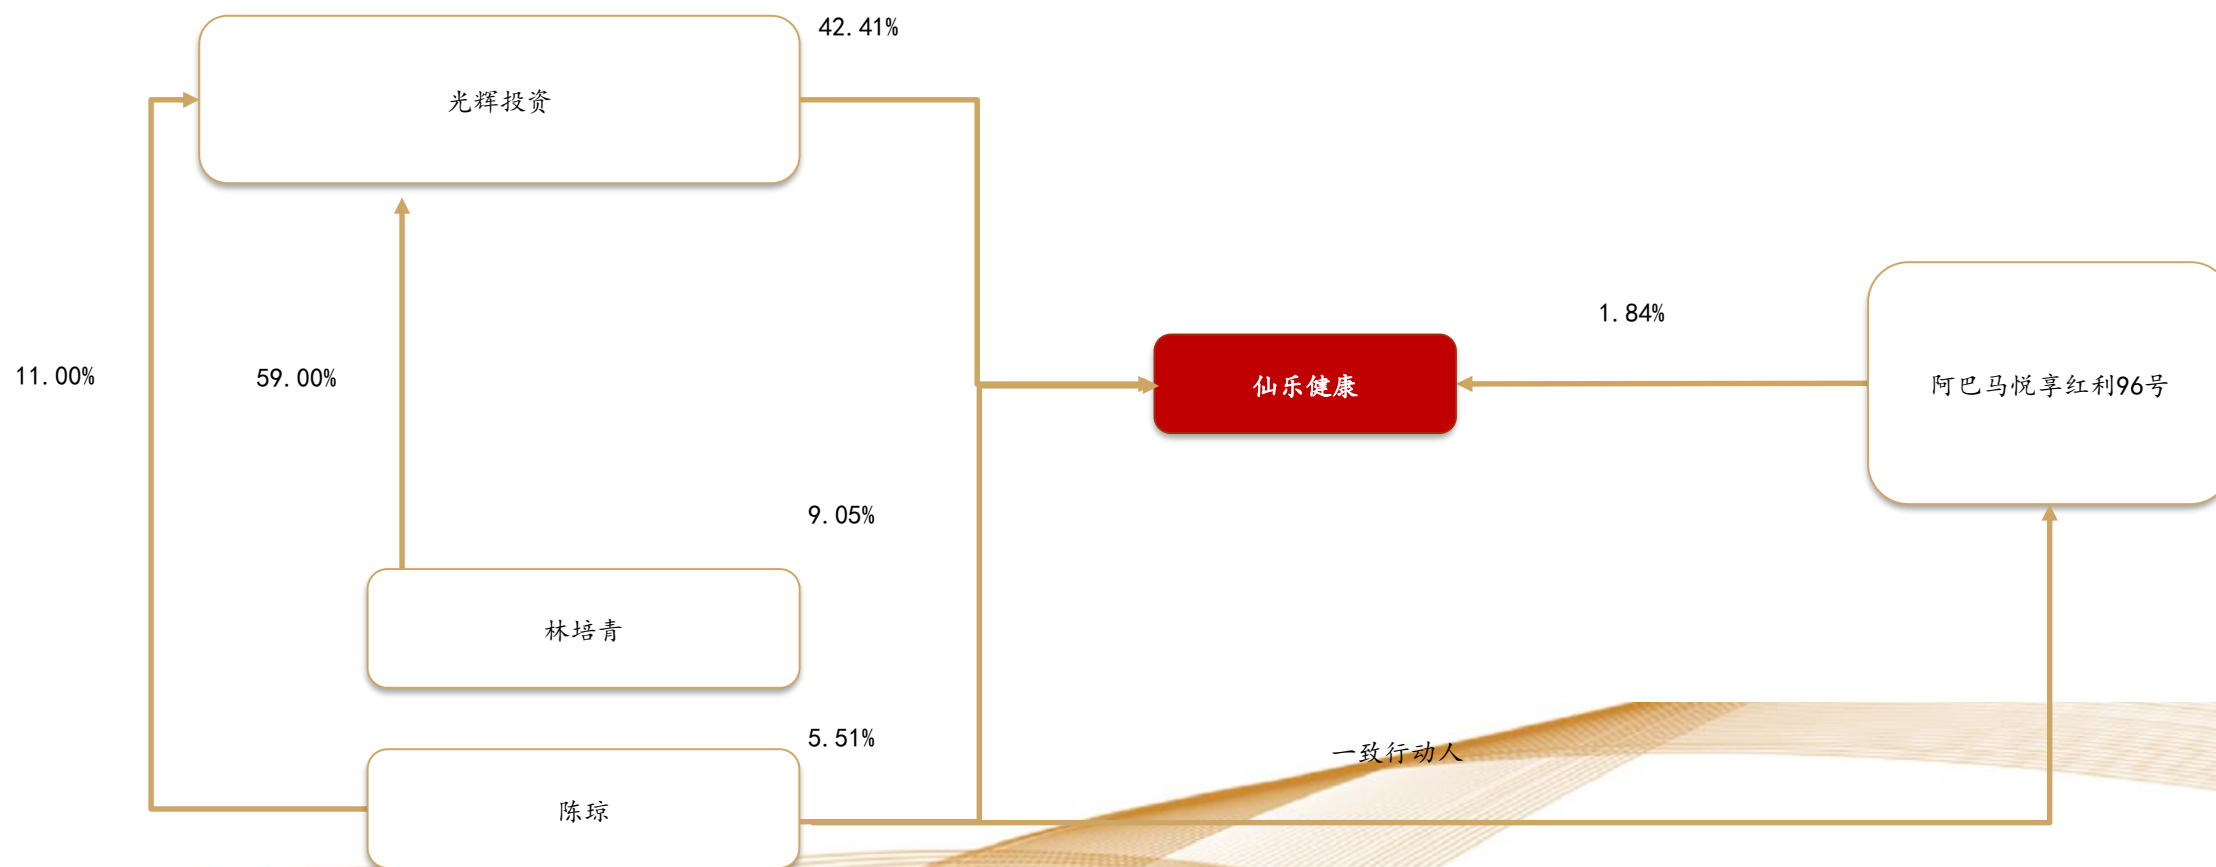 42.41%
光辉投资
1.84%
11.00%
59.00%
仙乐健康
阿巴马悦享红利96号
9.05%
林培青
5.51%
一致行动人
陈琼